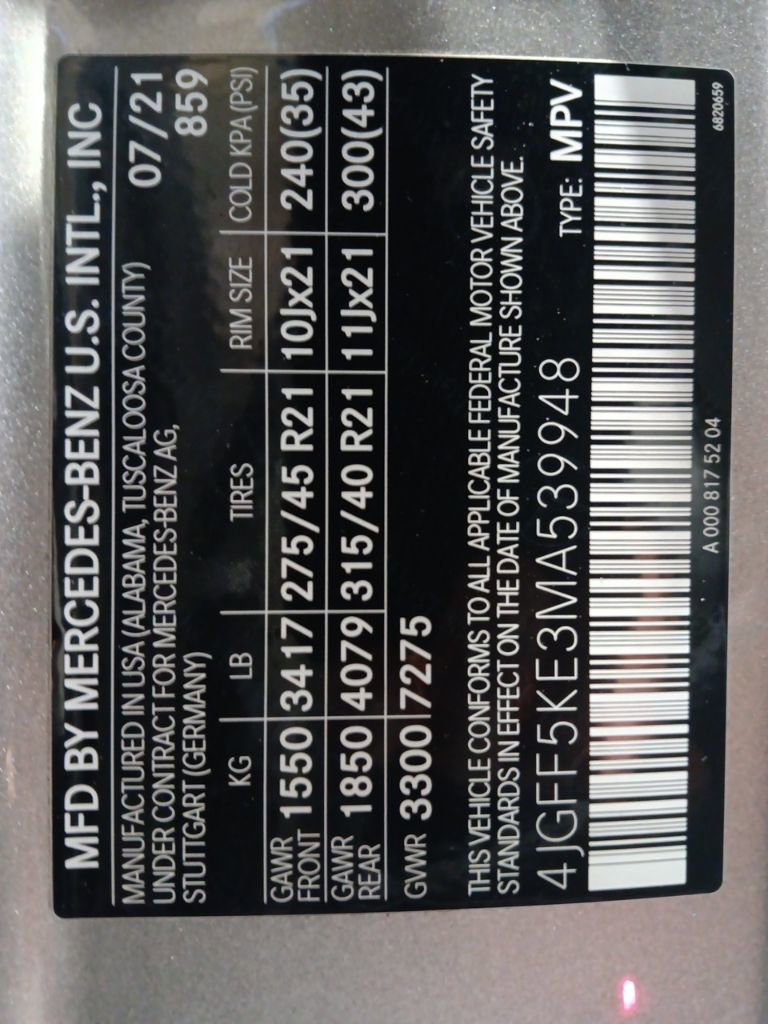 MFD BY MERCEDES-BENZ U.S. INTL., INC
MANUFACTURED IN USA (ALABAMA, TUSCALOOSA COUNTY) 07/21
UNDER CONTRACT FOR MERCEDES-BENZ AG, 859
STUTTGART (GERMANY)
KG LB TIRES RIM SIZE COLD KPA(PSI)
GAWR FRONT 1550 3417 275/45 R21 10Jx21 240(35)
GAWR REAR 1850 4079 315/40 R21 11Jx21 300(43)
GVWR 3300 7275
THIS VEHICLE CONFORMS TO ALL APPLICABLE FEDERAL MOTOR VEHICLE SAFETY
STANDARDS IN EFFECT ON THE DATE OF MANUFACTURE SHOWN ABOVE.
4JGFF5KE3MA539948 TYPE: MPV
A 000 817 52 04
6820659